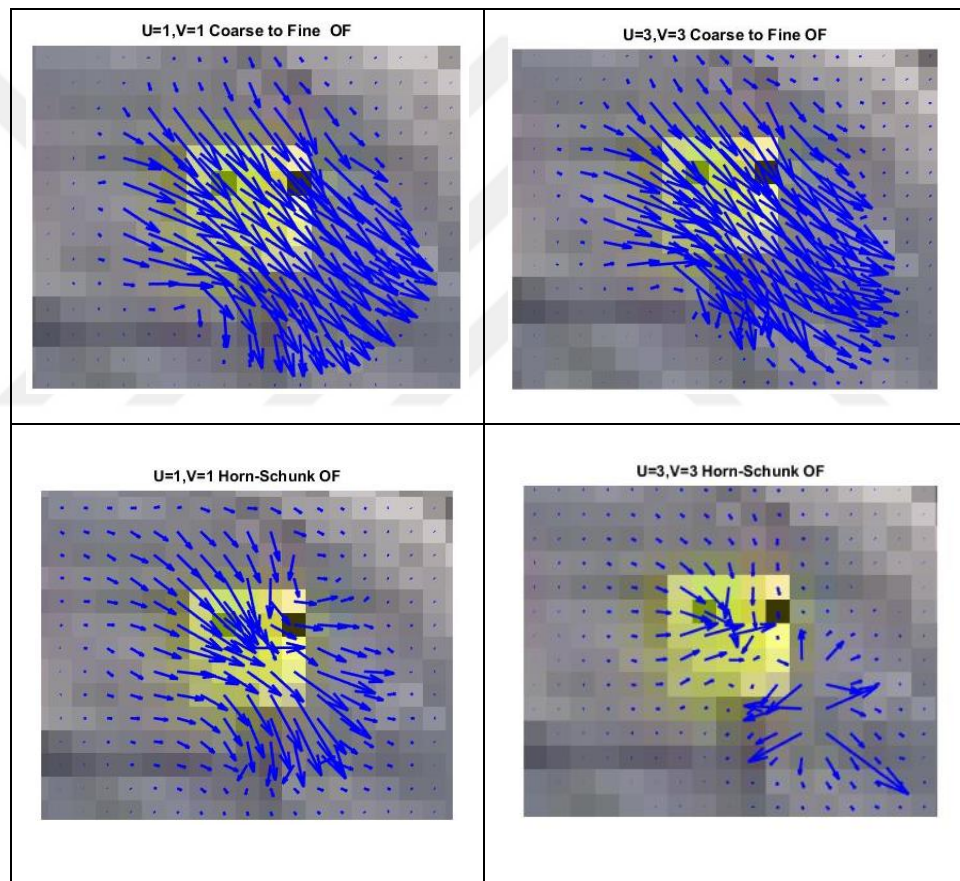 U=1,V=1 Coarse to Fine OF
U=3,V=3 Coarse to Fine OF
U=1,V=1 Horn-Schunk OF
U=3,V=3 Horn-Schunk OF